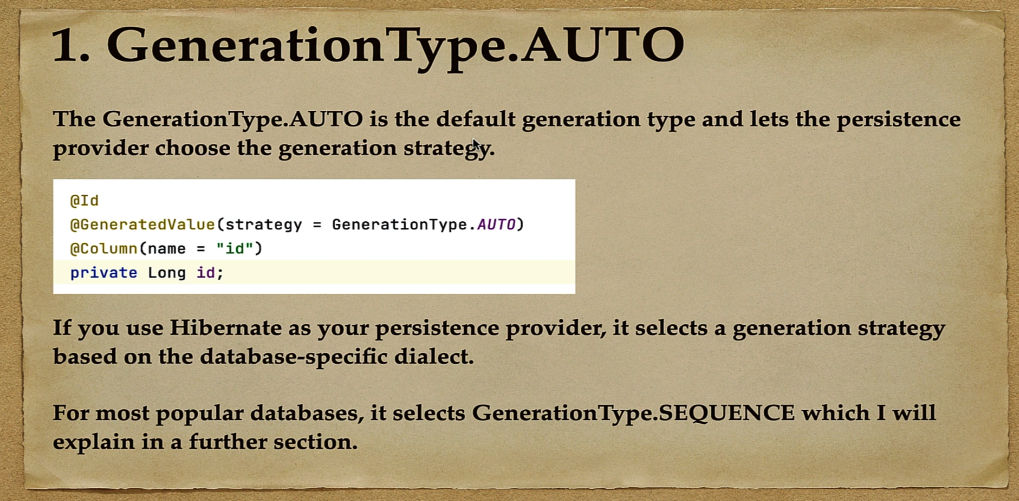 1. GenerationType.AUTO
The GenerationType.AUTO is the default generation type and lets the persistence
provider choose the generation strategy.
@Id
@GeneratedValue(strategy = GenerationType.AUTO)
@Column(name = "id")
private Long id;
If you use Hibernate as your persistence provider, it selects a generation strategy
based on the database-specific dialect.
For most popular databases, it selects GenerationType.SEQUENCE which I will
explain in a further section.